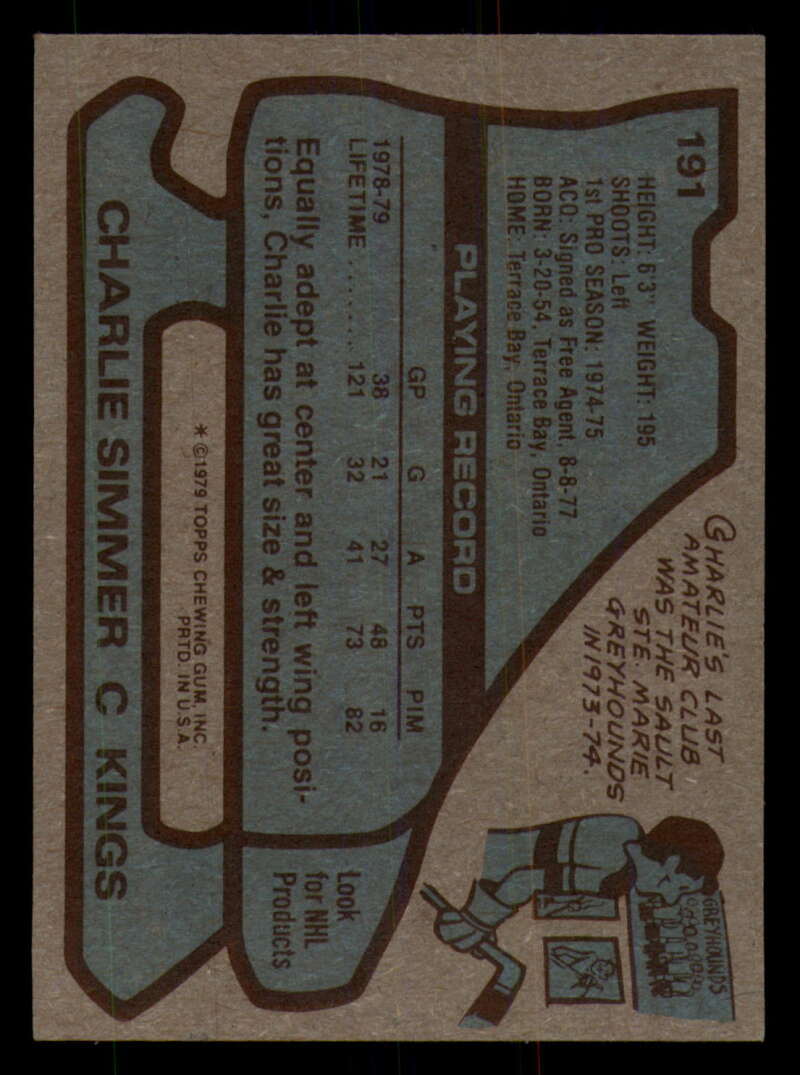 191
HEIGHT: 6'3" WEIGHT: 195
SHOOTS: Left
1st PRO SEASON: 1974-75
ACQ: Signed as Free Agent, 8-8-77
BORN: 3-20-54, Terrace Bay, Ontario
HOME: Terrace Bay, Ontario
CHARLIE'S LAST
AMATEUR CLUB
WAS THE SAULT
STE. MARIE
GREYHOUNDS
IN 1973-74.
GREYHOUNDS
PLAYING RECORD
GP G A PTS PIM
1978-79 38 21 27 48 16
LIFETIME ........ 121 32 41 73 82
Equally adept at center and left wing posi-
tions, Charlie has great size & strength.
Look
for NHL
Products
* ©1979 TOPPS CHEWING GUM, INC.
PRTD. IN U.S.A.
CHARLIE SIMMER C KINGS